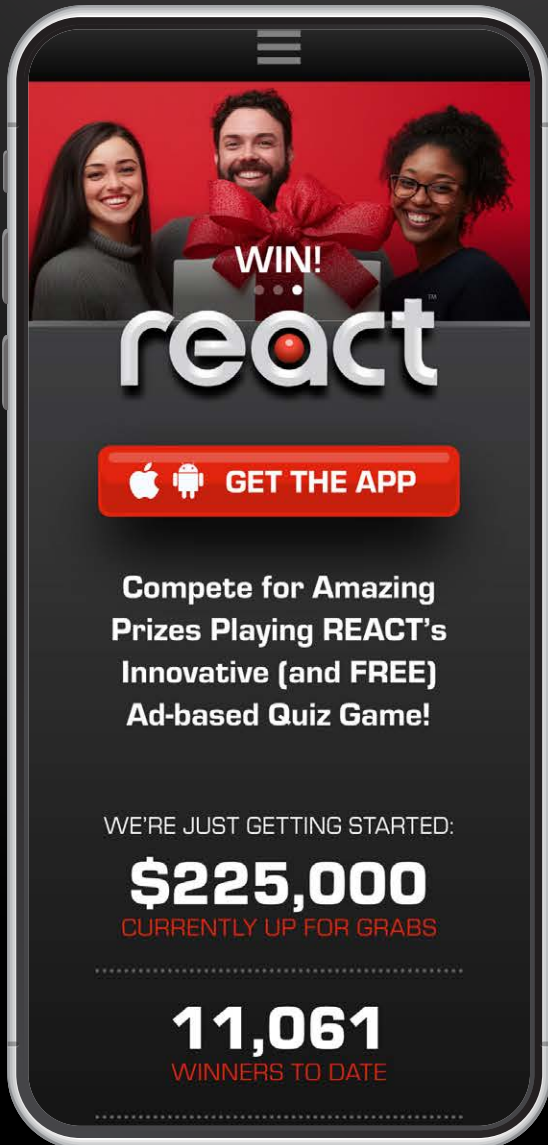 WIN!
react™
GET THE APP
Compete for Amazing
Prizes Playing REACT's
Innovative (and FREE)
Ad-based Quiz Game!
WE'RE JUST GETTING STARTED:
$225,000
CURRENTLY UP FOR GRABS
11,061
WINNERS TO DATE